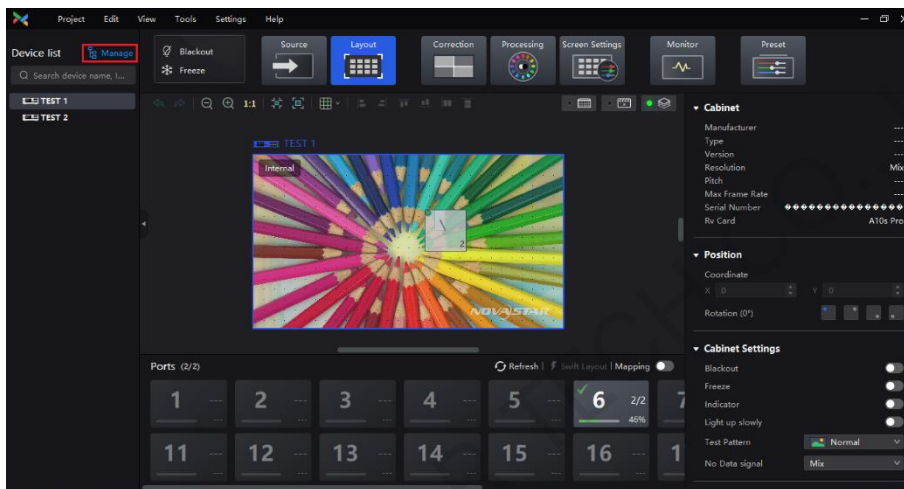 Project Edit View Tools Settings Help
Device list Manage
Search device name, I...
TEST 1
TEST 2
Blackout
Freeze
Source
Layout
Correction
Processing
Screen Settings
Monitor
Preset
1:1
TEST 1
Internal
2
NOVASTAR
Ports (2/2)
Refresh | Swift Layout | Mapping
1 ---
---
2 ---
---
3 ---
---
4 ---
---
5 ---
---
6 2/2
46%
7
11 ---
---
12 ---
---
13 ---
---
14 ---
---
15 ---
---
16 ---
---
Cabinet
Manufacturer ---
Type ---
Version ---
Resolution Mix
Pitch ---
Max Frame Rate ---
Serial Number ����������������
Rv Card A10s Pro
Position
Coordinate
X 0 Y 0
Rotation (0°)
Cabinet Settings
Blackout
Freeze
Indicator
Light up slowly
Test Pattern Normal
No Data signal Mix